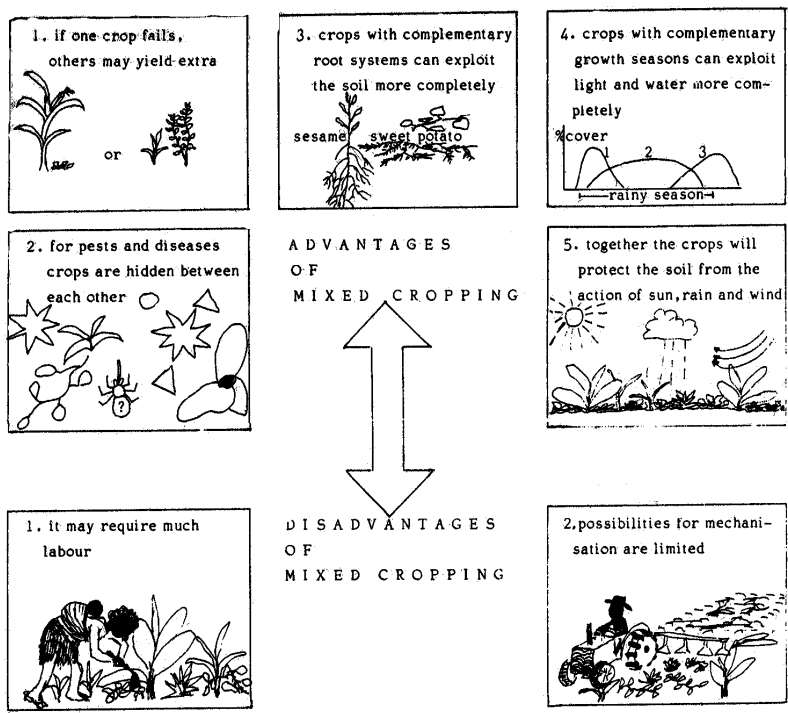 1. if one crop fails,
others may yield extra
or
3. crops with complementary
root systems can exploit
the soil more completely
sesame sweet potato
4. crops with complementary
growth seasons can exploit
light and water more com-
pletely
% cover
1 2 3
rainy season
2. for pests and diseases
crops are hidden between
each other
?
ADVANTAGES
OF
MIXED CROPPING
5. together the crops will
protect the soil from the
action of sun, rain and wind
1. it may require much
labour
DISADVANTAGES
OF
MIXED CROPPING
2, possibilities for mechani-
sation are limited